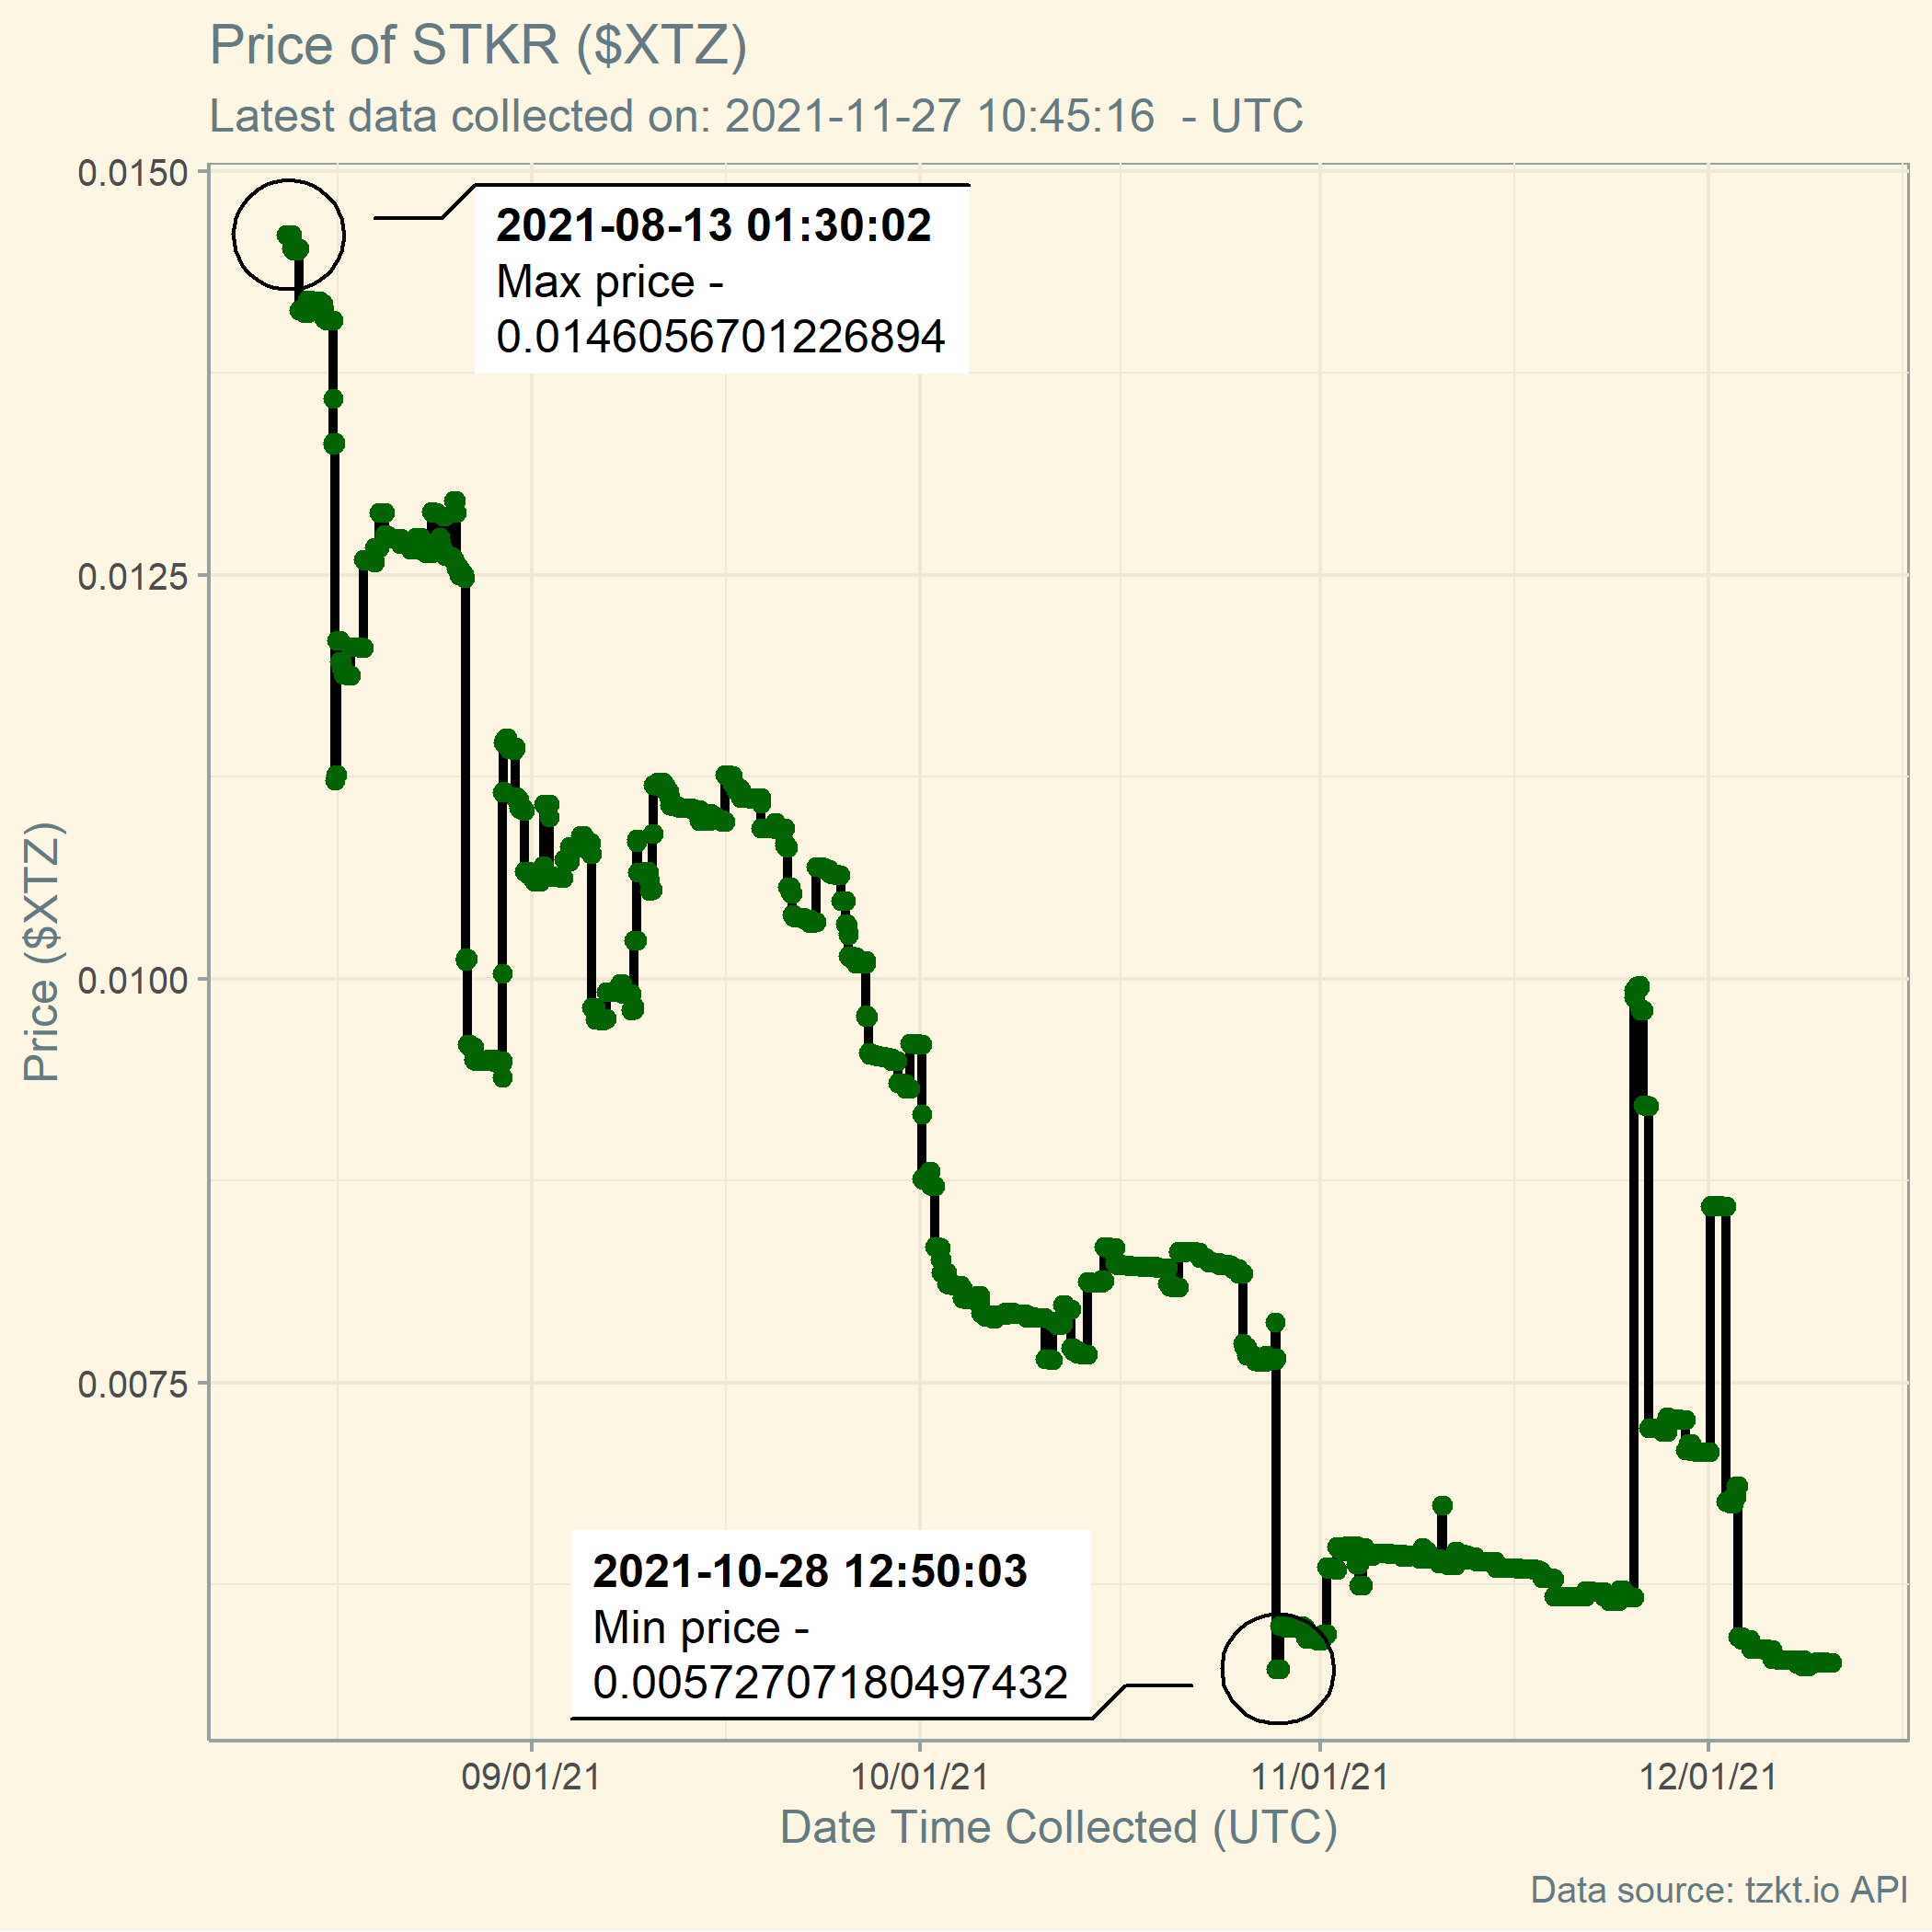 Price of STKR ($XTZ)
Latest data collected on: 2021-11-27 10:45:16  - UTC
0.0150
0.0125
0.0100
0.0075
Price ($XTZ)
2021-08-13 01:30:02
Max price -
0.0146056701226894
2021-10-28 12:50:03
Min price -
0.00572707180497432
09/01/21
10/01/21
11/01/21
12/01/21
Date Time Collected (UTC)
Data source: tzkt.io API